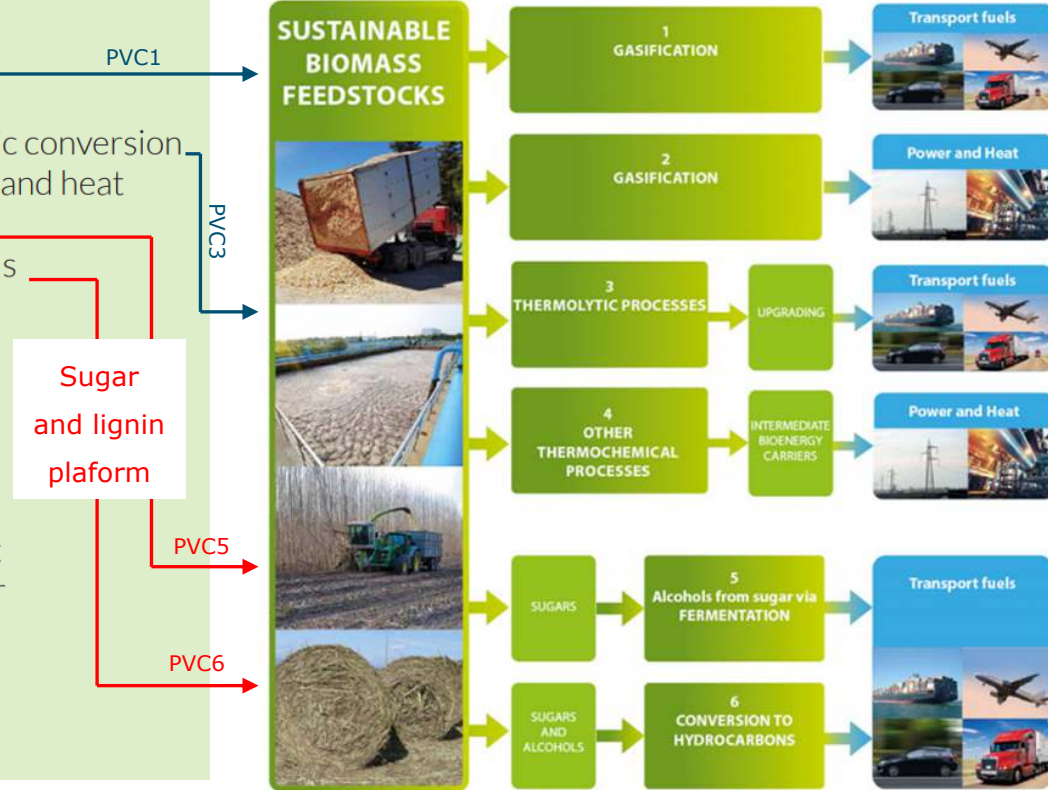 PVC1
ic conversion
and heat
PVC3
s
Sugar
and lignin
plaform
PVC5
PVC6
SUSTAINABLE
BIOMASS
FEEDSTOCKS
1
GASIFICATION
Transport fuels
2
GASIFICATION
Power and Heat
3
THERMOLYTIC PROCESSES
UPGRADING
Transport fuels
4
OTHER
THERMOCHEMICAL
PROCESSES
INTERMEDIATE
BIOENERGY
CARRIERS
Power and Heat
SUGARS
5
Alcohols from sugar via
FERMENTATION
Transport fuels
SUGARS
AND
ALCOHOLS
6
CONVERSION TO
HYDROCARBONS